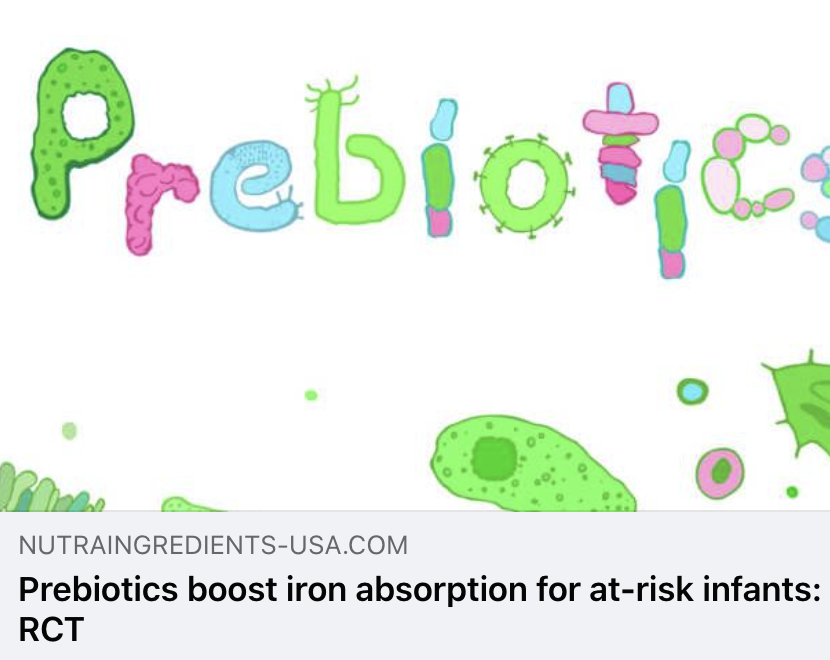 Prebiotics
NUTRAINGREDIENTS-USA.COM
Prebiotics boost iron absorption for at-risk infants:
RCT